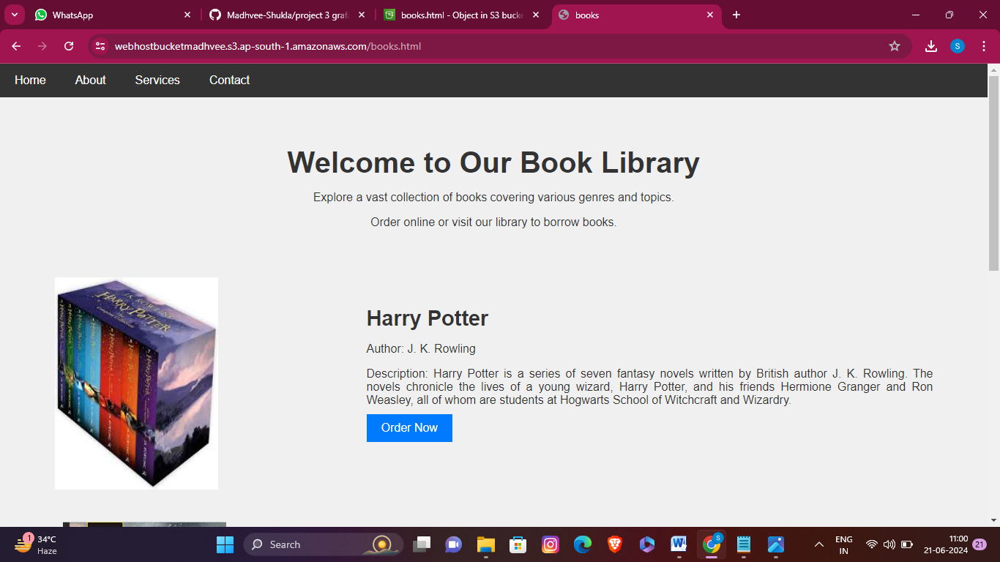 WhatsApp
Madhvee-Shukla/project 3 graf
books.html - Object in S3 bucke
books
webhostbucketmadhvee.s3.ap-south-1.amazonaws.com/books.html
S
Home About Services Contact
Welcome to Our Book Library
Explore a vast collection of books covering various genres and topics.
Order online or visit our library to borrow books.
J.K. ROWLING
HARRY POTTER
Harry Potter
Author: J. K. Rowling
Description: Harry Potter is a series of seven fantasy novels written by British author J. K. Rowling. The
novels chronicle the lives of a young wizard, Harry Potter, and his friends Hermione Granger and Ron
Weasley, all of whom are students at Hogwarts School of Witchcraft and Wizardry.
Order Now
1
34°C
Haze
Search
S
ENG
IN
11:00
21-06-2024
21